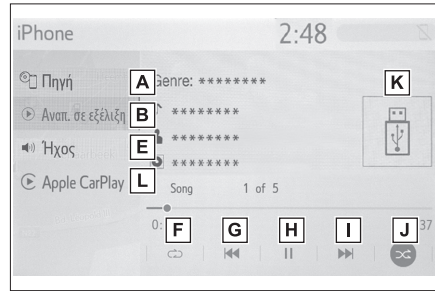 iPhone 2:48
Πηγή A Genre: ********
K
Αναπ. σε εξέλιξη B ********
Ήχος E ********
********
Apple CarPlay L Song 1 of 5
0: 37
F G H I J